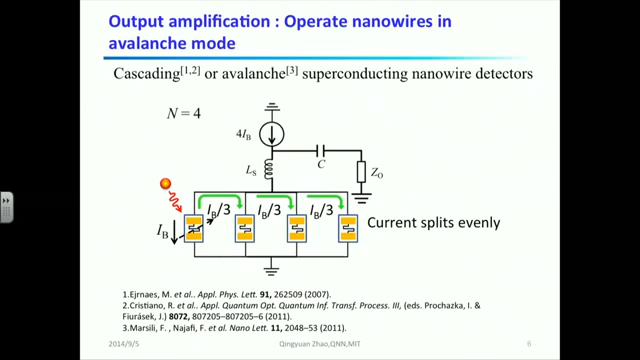 Output amplification : Operate nanowires in
avalanche mode
Cascading[1,2] or avalanche[3] superconducting nanowire detectors
N = 4
4IB
LS
C
ZO
IB/3 IB/3 IB/3
IB
Current splits evenly
1.Ejrnaes, M. et al.. Appl. Phys. Lett. 91, 262509 (2007).
2.Cristiano, R. et al.. Appl. Quantum Opt. Quantum Inf. Transf. Process. III, (eds. Prochazka, I. &
Fiurásek, J.) 8072, 807205–807205–6 (2011).
3.Marsili, F. , Najafi, F. et al. Nano Lett. 11, 2048–53 (2011).
2014/9/5 Qingyuan Zhao,QNN,MIT 6